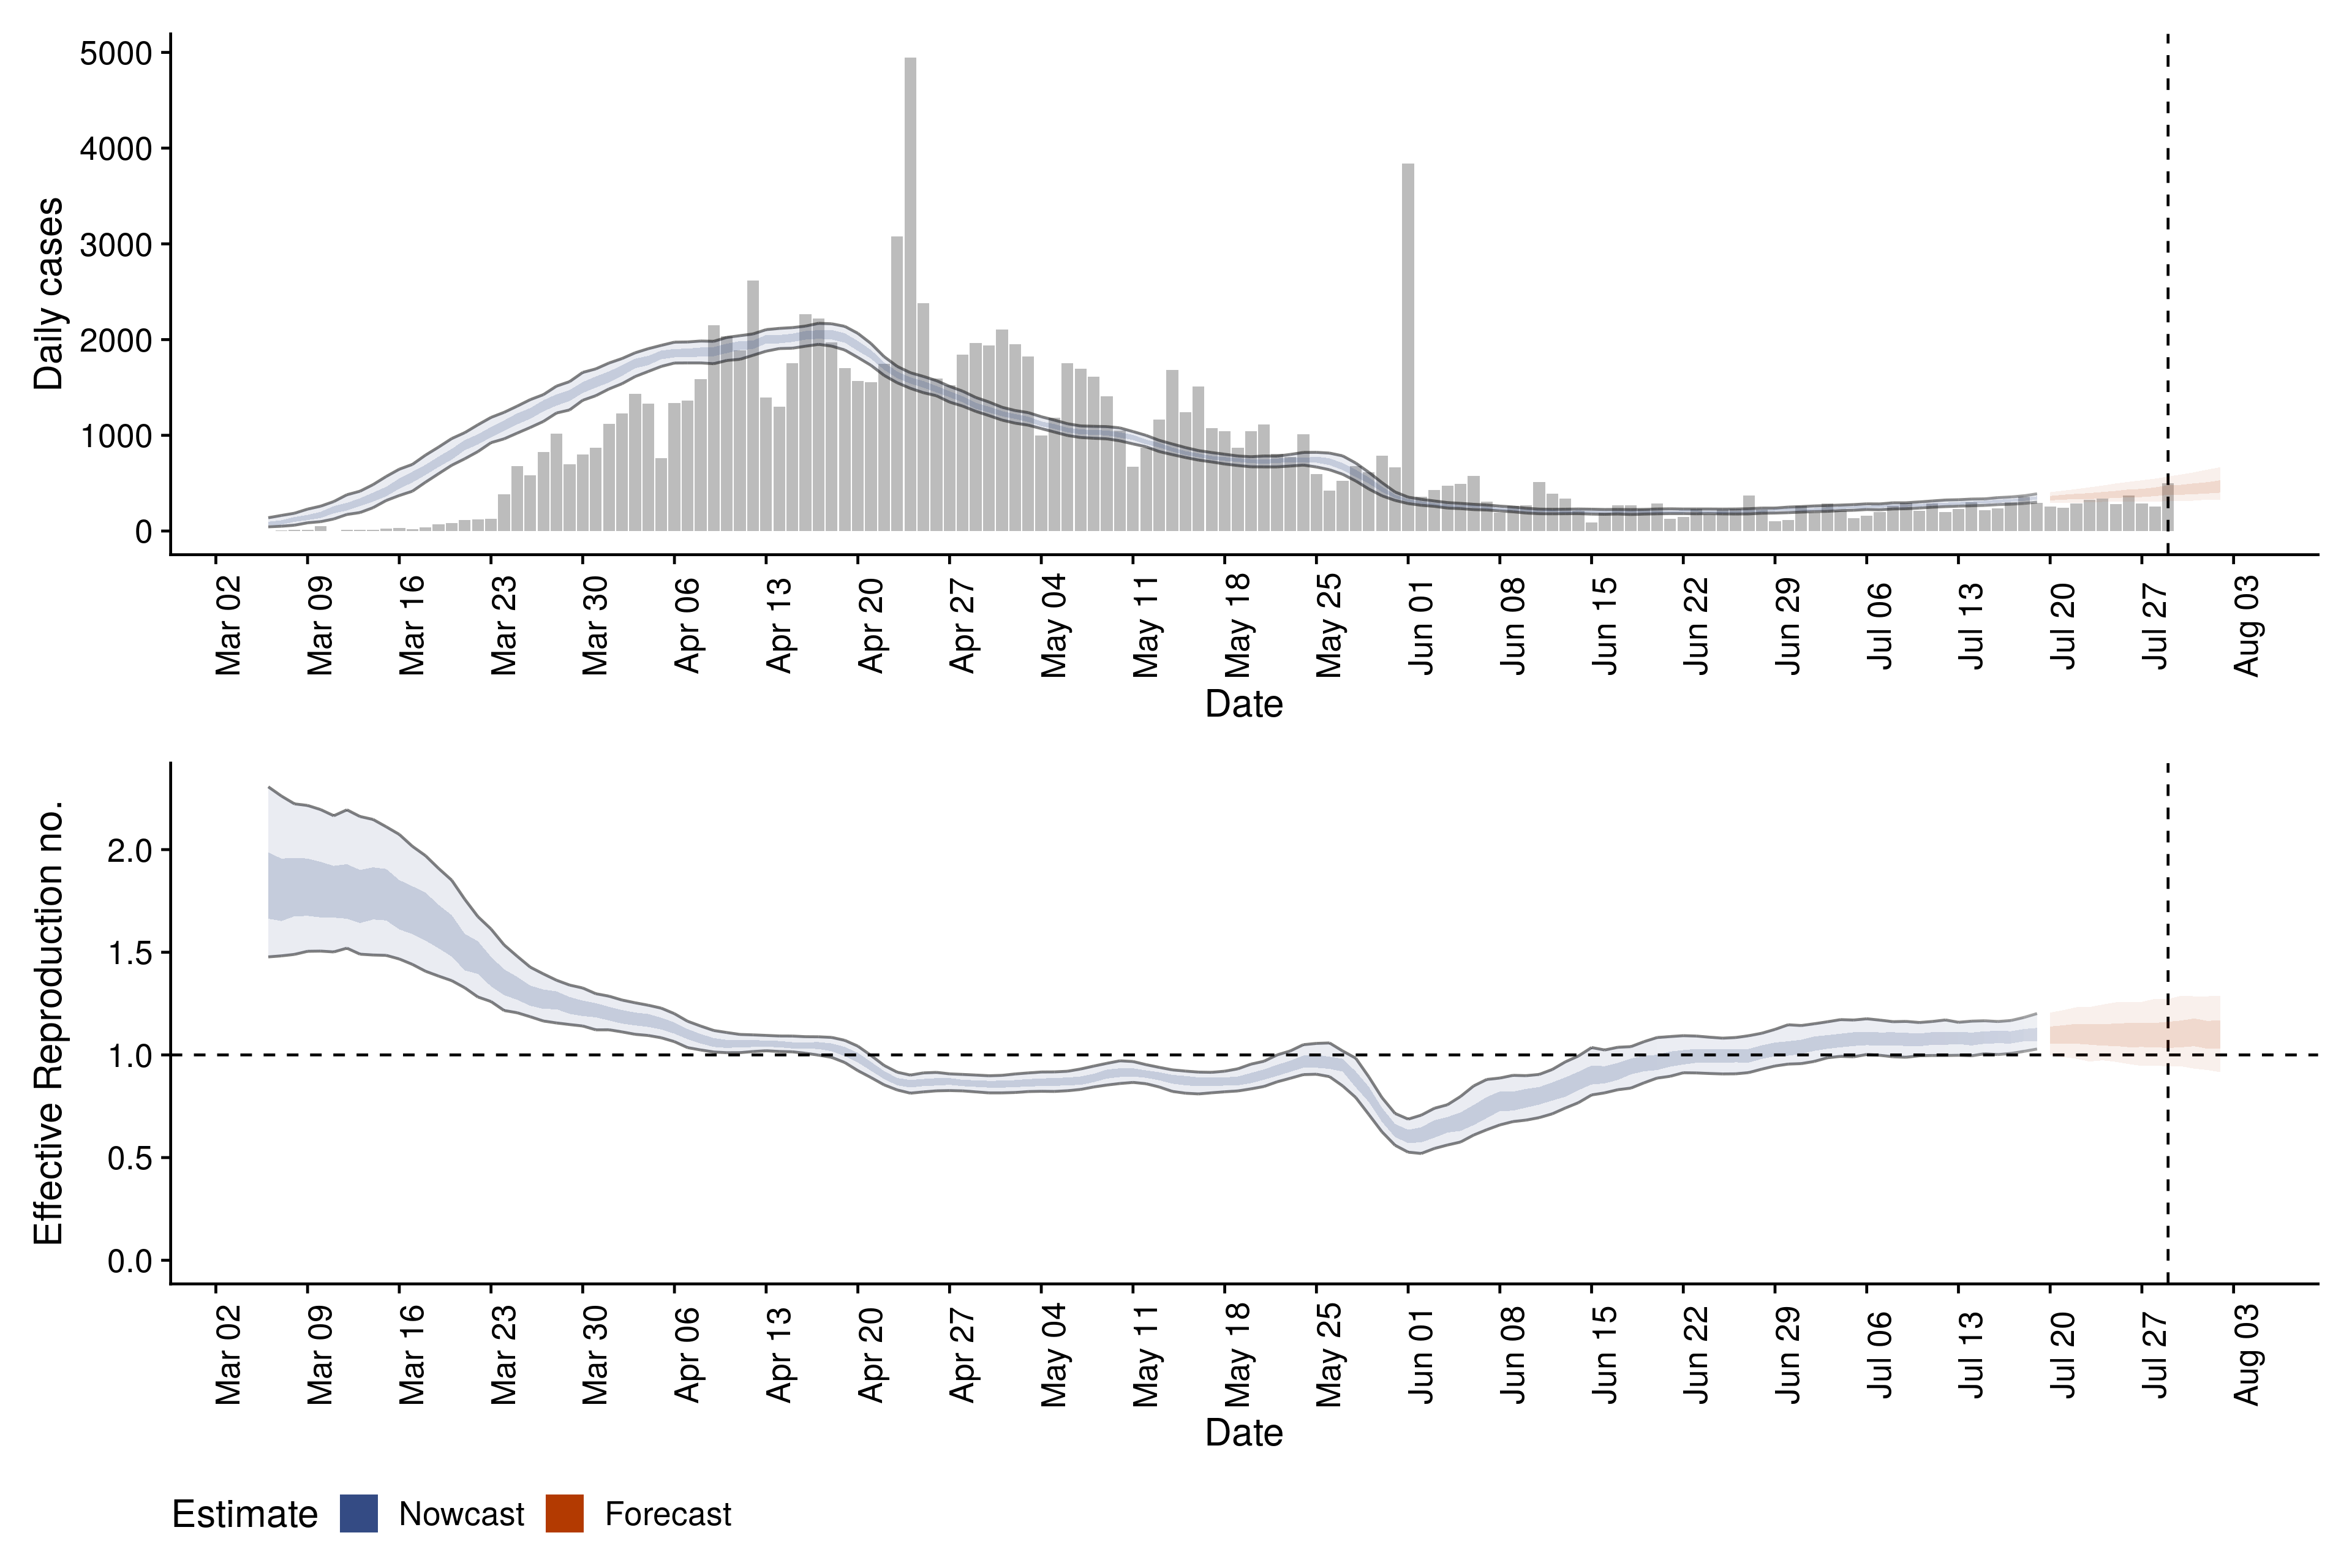 Daily cases
5000
4000
3000
2000
1000
0
Mar 02 Mar 09 Mar 16 Mar 23 Mar 30 Apr 06 Apr 13 Apr 20 Apr 27 May 04 May 11 May 18 May 25 Jun 01 Jun 08 Jun 15 Jun 22 Jun 29 Jul 06 Jul 13 Jul 20 Jul 27 Aug 03
Date
Effective Reproduction no.
2.0
1.5
1.0
0.5
0.0
Mar 02 Mar 09 Mar 16 Mar 23 Mar 30 Apr 06 Apr 13 Apr 20 Apr 27 May 04 May 11 May 18 May 25 Jun 01 Jun 08 Jun 15 Jun 22 Jun 29 Jul 06 Jul 13 Jul 20 Jul 27 Aug 03
Date
Estimate Nowcast Forecast